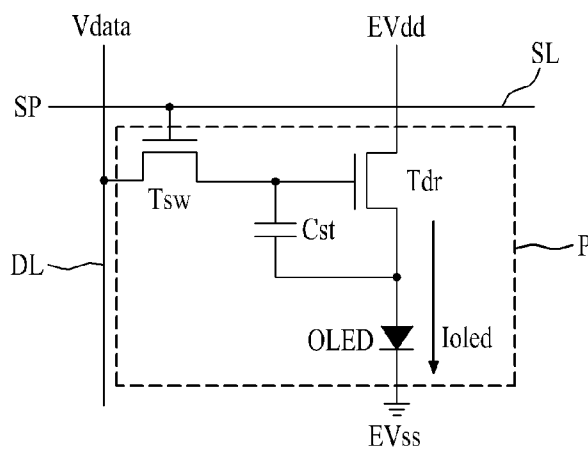 Vdata
EVdd
SL
SP
Tsw
Tdr
Cst
P
DL
OLED
Ioled
EVss